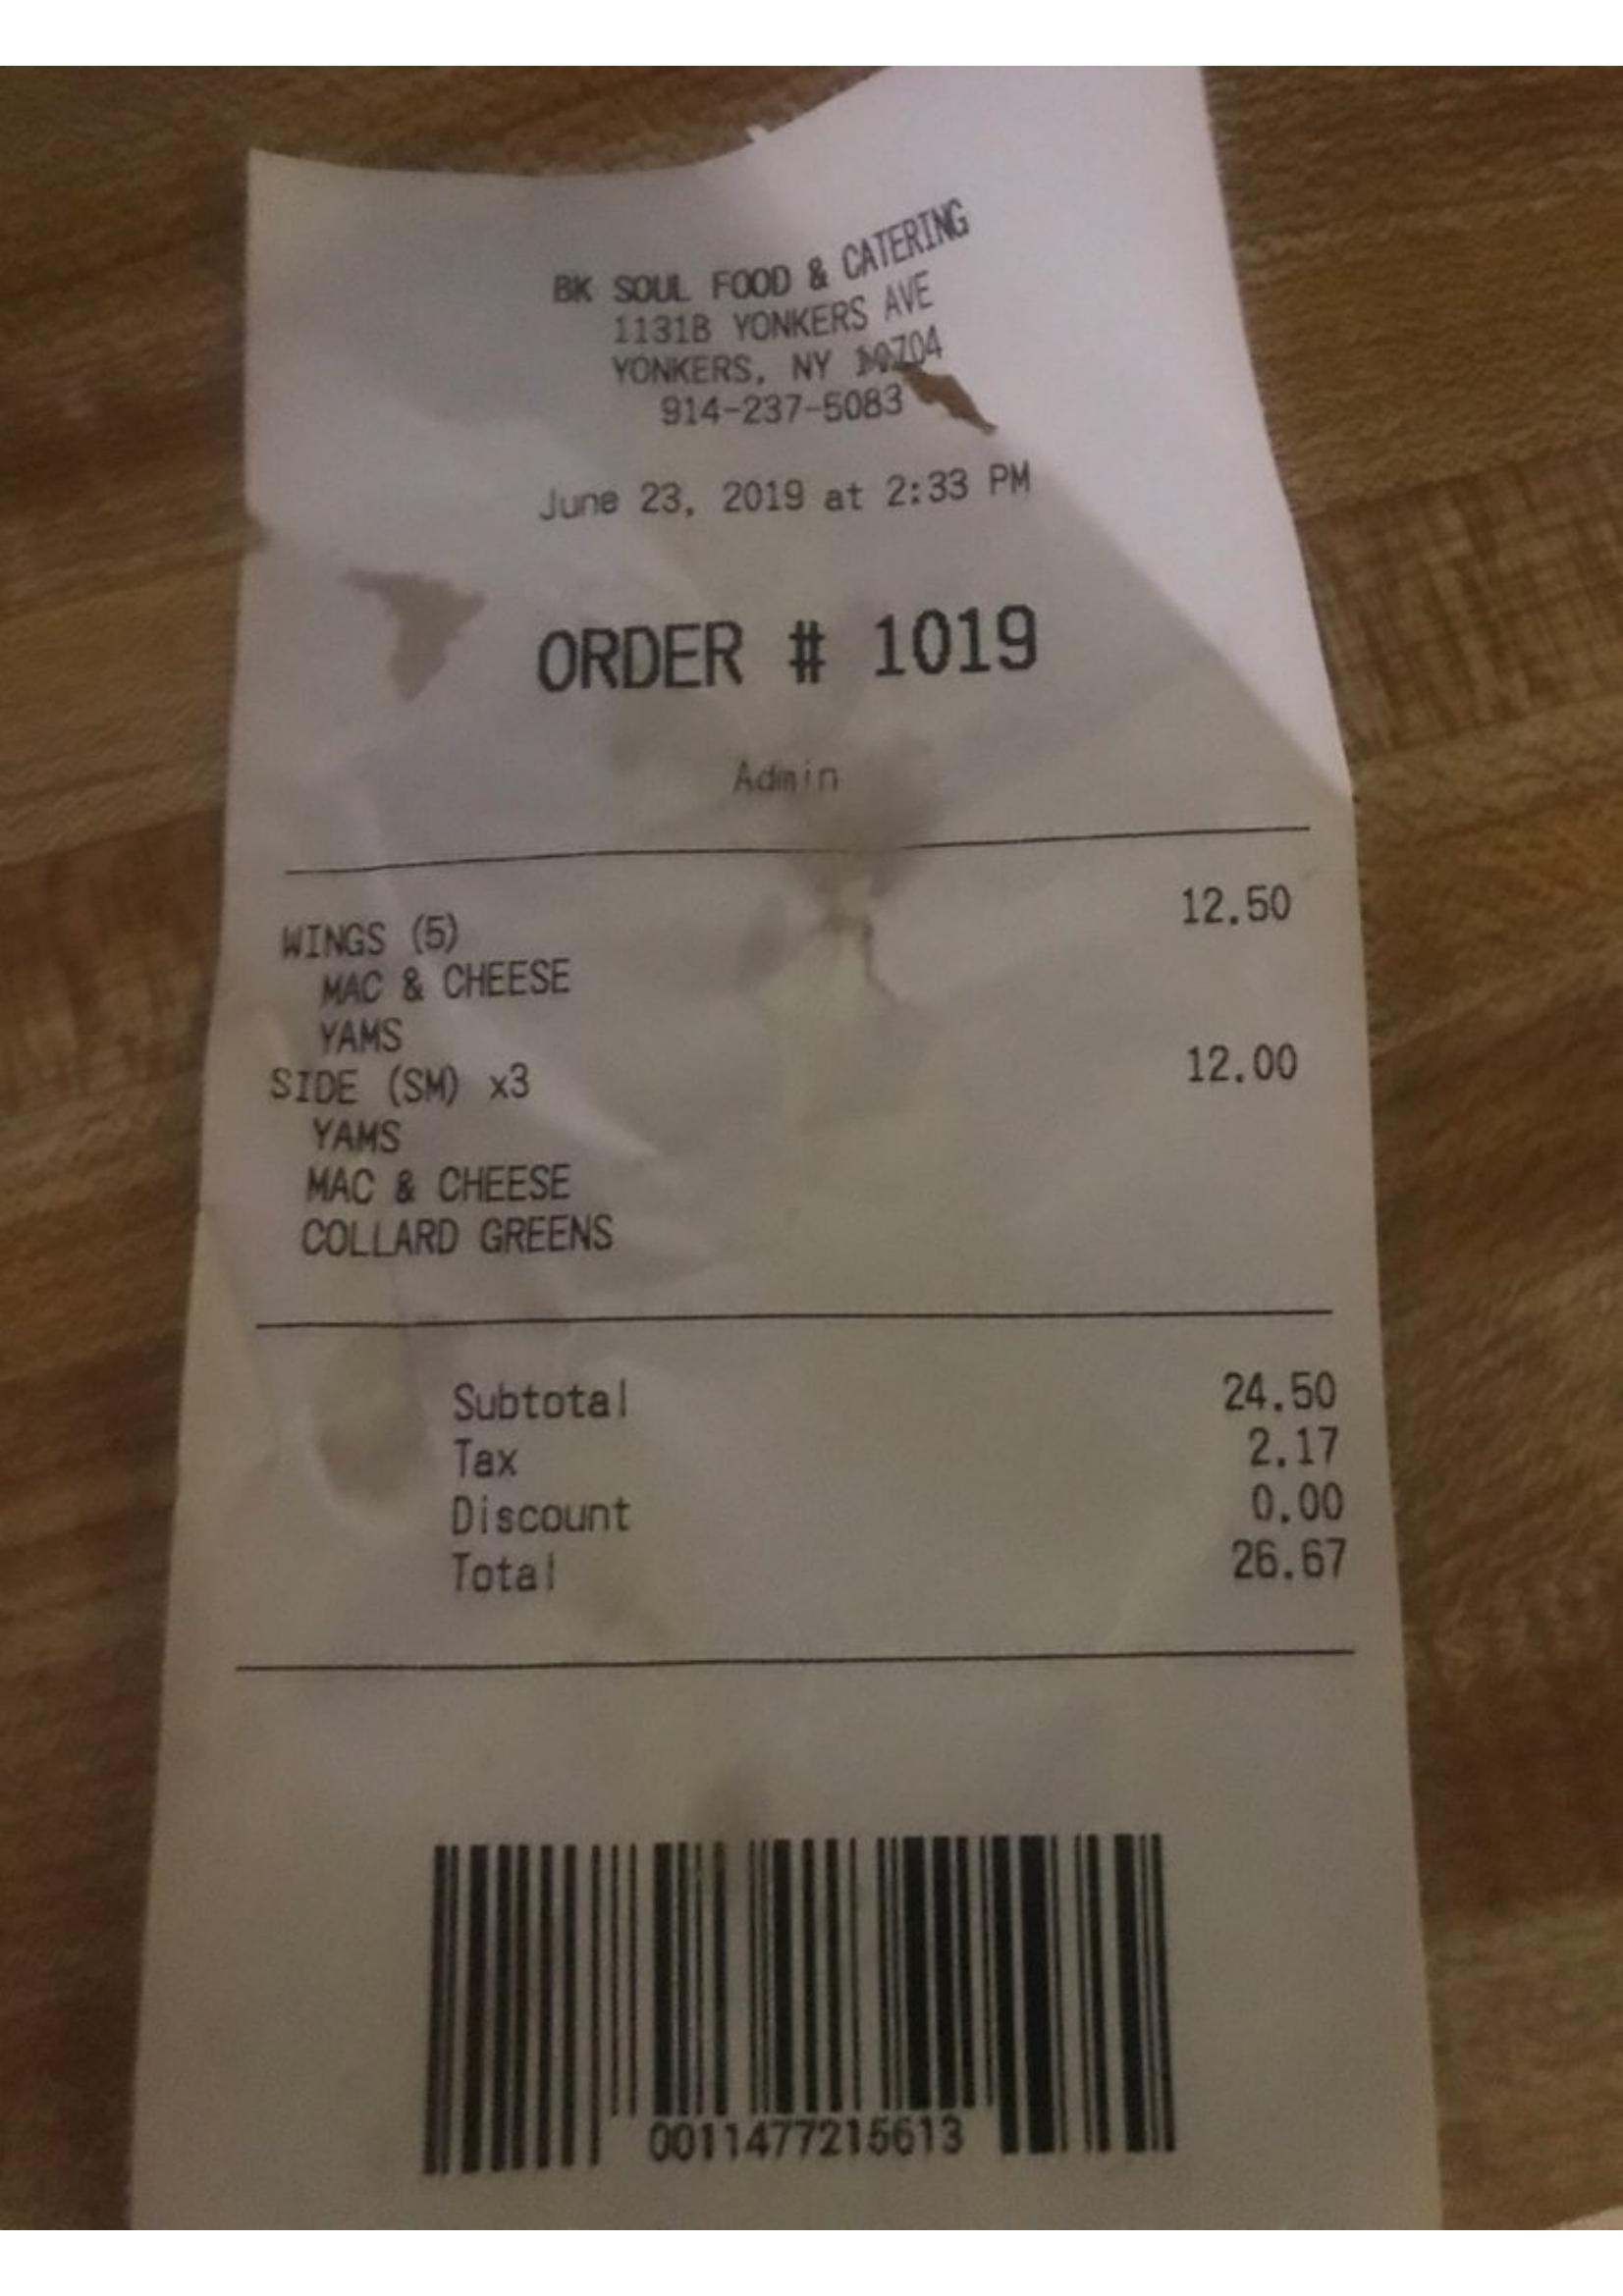 BK SOUL FOOD & CATERING
1131B YONKERS AVE
YONKERS, NY 10704
914-237-5083
June 23, 2019 at 2:33 PM
ORDER # 1019
Admin
WINGS (5) 12.50
MAC & CHEESE
YAMS
SIDE (SM) x3 12.00
YAMS
MAC & CHEESE
COLLARD GREENS
Subtotal 24.50
Tax 2.17
Discount 0.00
Total 26.67
0011477215613